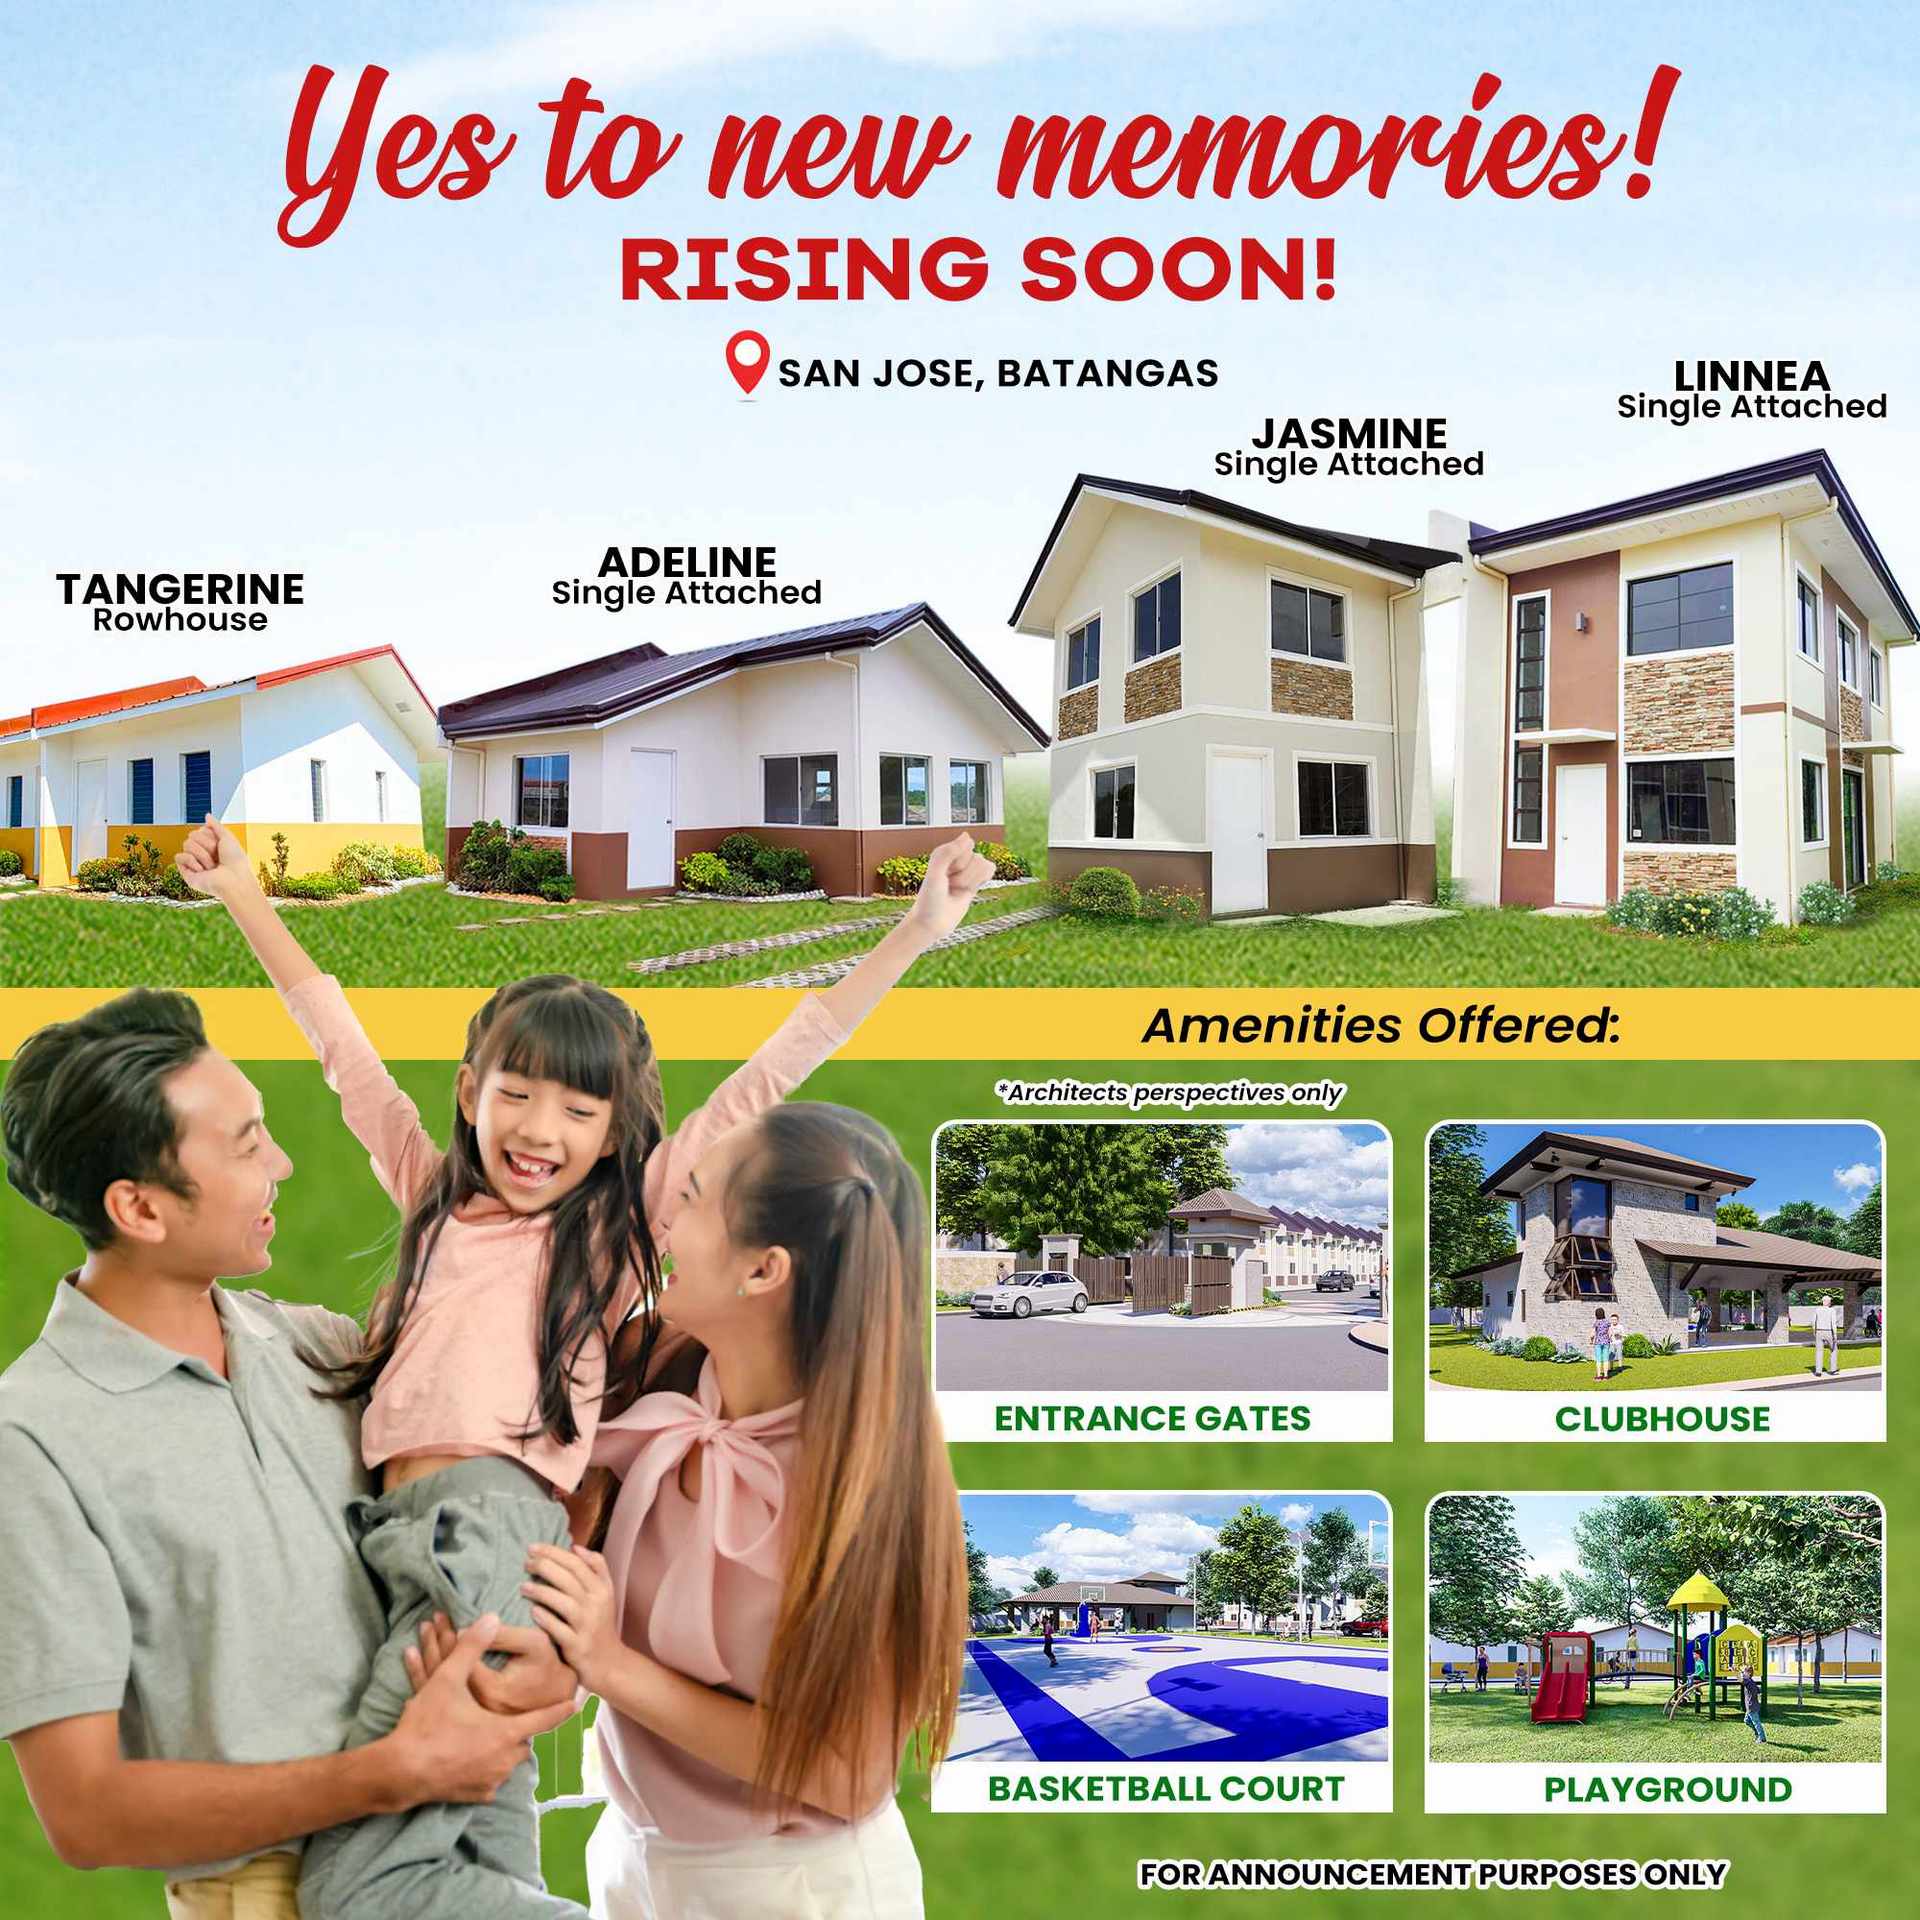 Yes to new memories!
RISING SOON!
SAN JOSE, BATANGAS
LINNEA
Single Attached
JASMINE
Single Attached
ADELINE
Single Attached
TANGERINE
Rowhouse
Amenities Offered:
*Architects perspectives only
ENTRANCE GATES
CLUBHOUSE
BASKETBALL COURT
PLAYGROUND
FOR ANNOUNCEMENT PURPOSES ONLY